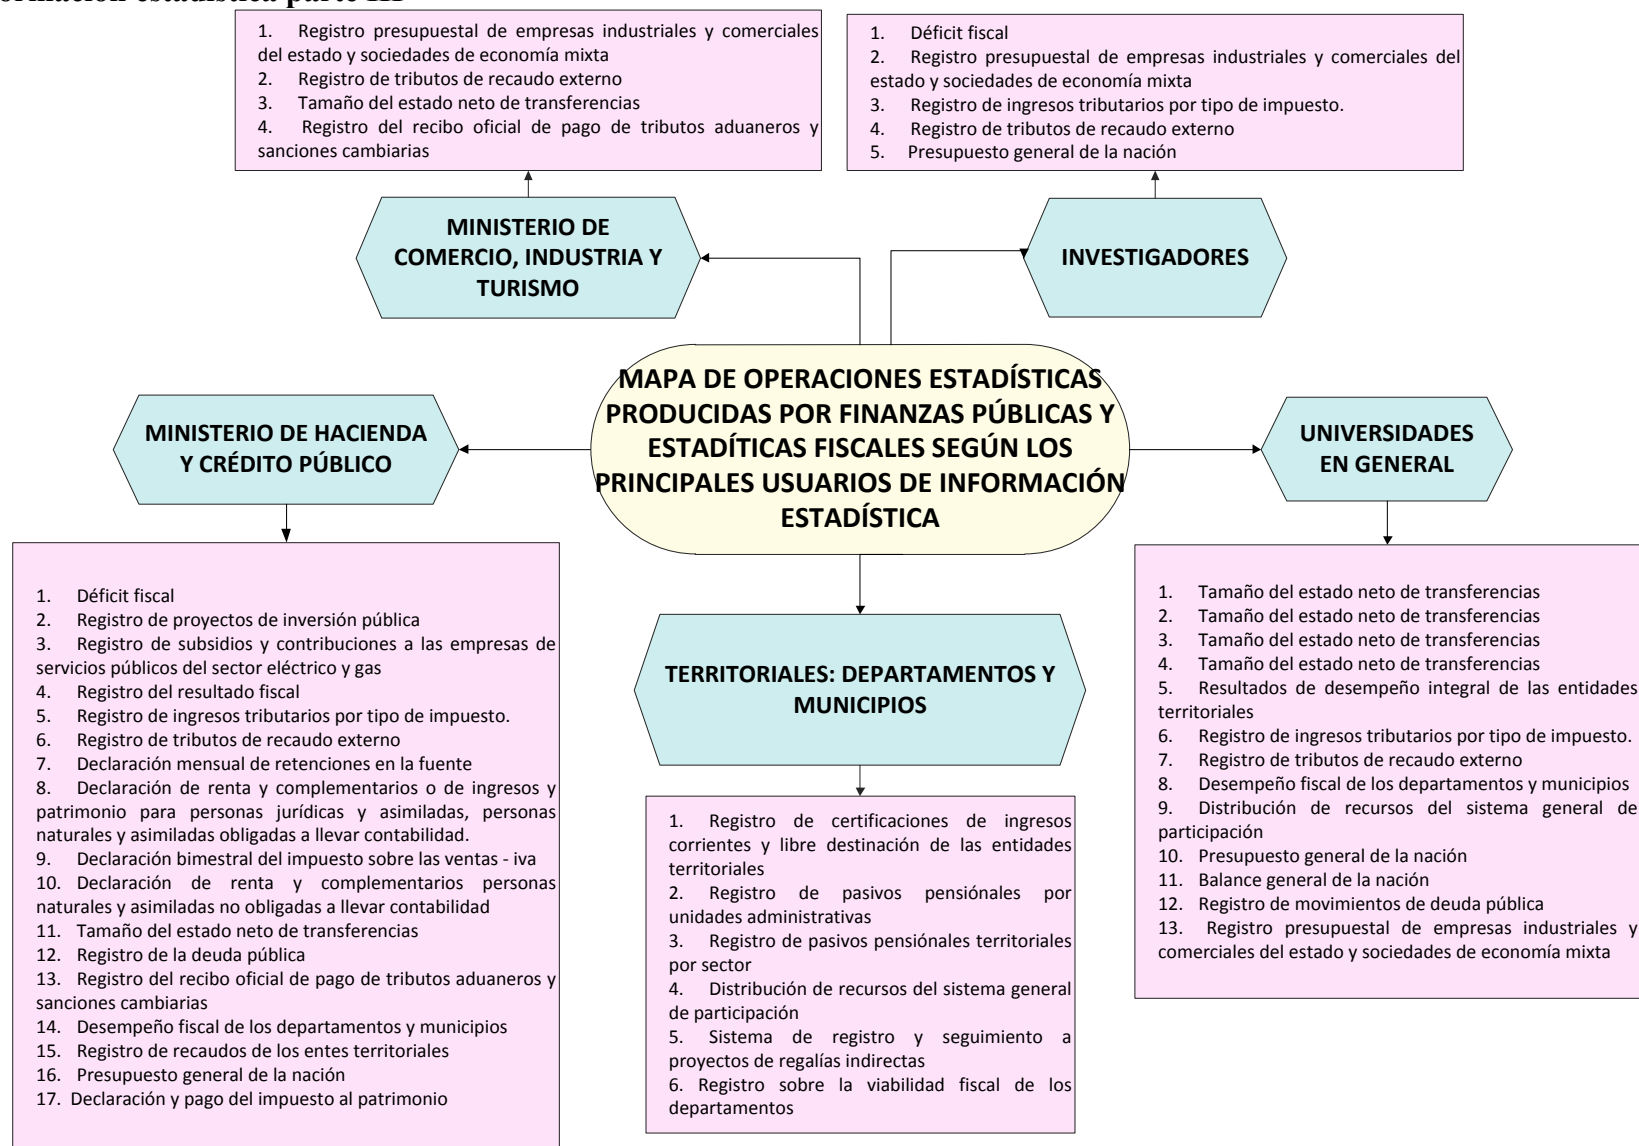 ormación estadística parte III
1. Registro presupuestal de empresas industriales y comerciales
del estado y sociedades de economía mixta
2. Registro de tributos de recaudo externo
3. Tamaño del estado neto de transferencias
4. Registro del recibo oficial de pago de tributos aduaneros y
sanciones cambiarias
1. Déficit fiscal
2. Registro presupuestal de empresas industriales y comerciales del
estado y sociedades de economía mixta
3. Registro de ingresos tributarios por tipo de impuesto.
4. Registro de tributos de recaudo externo
5. Presupuesto general de la nación
MINISTERIO DE
COMERCIO, INDUSTRIA Y
TURISMO
INVESTIGADORES
MAPA DE OPERACIONES ESTADÍSTICAS
PRODUCIDAS POR FINANZAS PÚBLICAS Y
ESTADÍTICAS FISCALES SEGÚN LOS
PRINCIPALES USUARIOS DE INFORMACIÓN
ESTADÍSTICA
MINISTERIO DE HACIENDA
Y CRÉDITO PÚBLICO
UNIVERSIDADES
EN GENERAL
1. Déficit fiscal
2. Registro de proyectos de inversión pública
3. Registro de subsidios y contribuciones a las empresas de
servicios públicos del sector eléctrico y gas
4. Registro del resultado fiscal
5. Registro de ingresos tributarios por tipo de impuesto.
6. Registro de tributos de recaudo externo
7. Declaración mensual de retenciones en la fuente
8. Declaración de renta y complementarios o de ingresos y
patrimonio para personas jurídicas y asimiladas, personas
naturales y asimiladas obligadas a llevar contabilidad.
9. Declaración bimestral del impuesto sobre las ventas - iva
10. Declaración de renta y complementarios personas
naturales y asimiladas no obligadas a llevar contabilidad
11. Tamaño del estado neto de transferencias
12. Registro de la deuda pública
13. Registro del recibo oficial de pago de tributos aduaneros y
sanciones cambiarias
14. Desempeño fiscal de los departamentos y municipios
15. Registro de recaudos de los entes territoriales
16. Presupuesto general de la nación
17. Declaración y pago del impuesto al patrimonio
TERRITORIALES: DEPARTAMENTOS Y
MUNICIPIOS
1. Registro de certificaciones de ingresos
corrientes y libre destinación de las entidades
territoriales
2. Registro de pasivos pensiónales por
unidades administrativas
3. Registro de pasivos pensiónales territoriales
por sector
4. Distribución de recursos del sistema general
de participación
5. Sistema de registro y seguimiento a
proyectos de regalías indirectas
6. Registro sobre la viabilidad fiscal de los
departamentos
1. Tamaño del estado neto de transferencias
2. Tamaño del estado neto de transferencias
3. Tamaño del estado neto de transferencias
4. Tamaño del estado neto de transferencias
5. Resultados de desempeño integral de las entidades
territoriales
6. Registro de ingresos tributarios por tipo de impuesto.
7. Registro de tributos de recaudo externo
8. Desempeño fiscal de los departamentos y municipios
9. Distribución de recursos del sistema general de
participación
10. Presupuesto general de la nación
11. Balance general de la nación
12. Registro de movimientos de deuda pública
13. Registro presupuestal de empresas industriales y
comerciales del estado y sociedades de economía mixta